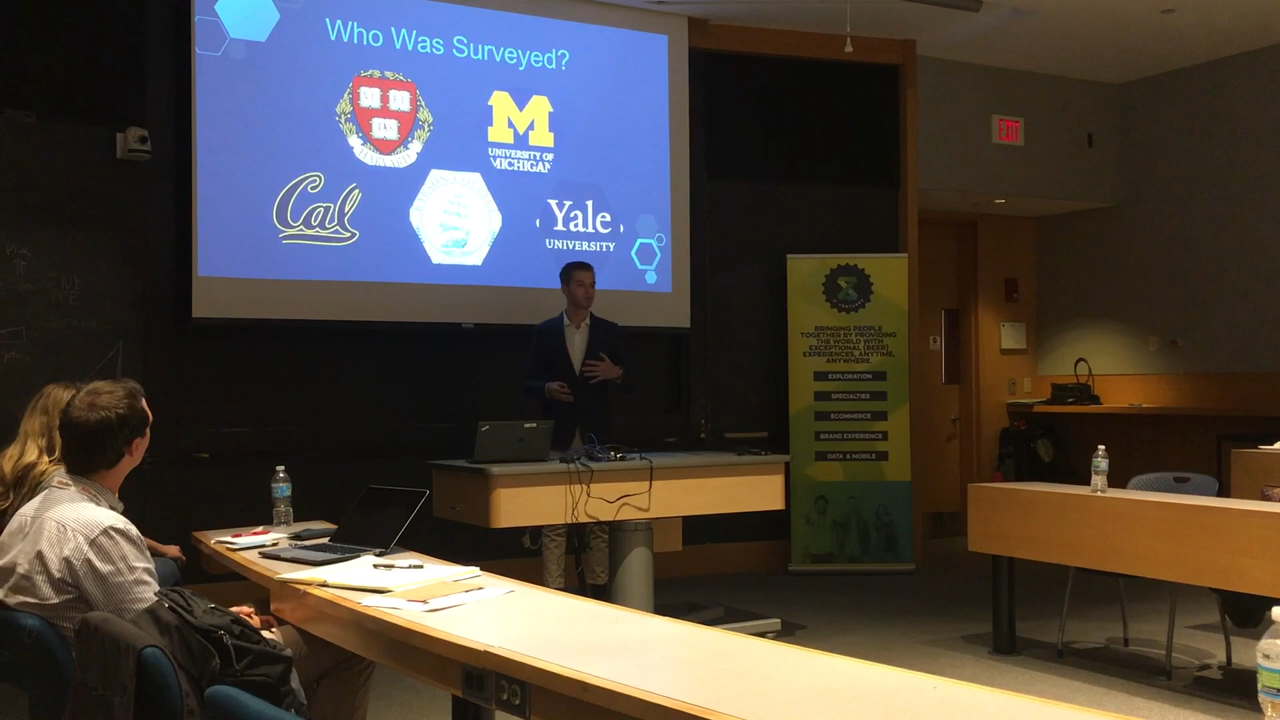 Who Was Surveyed?
M
UNIVERSITY OF
MICHIGAN
Cal
Yale
UNIVERSITY
EXIT
BRINGING PEOPLE
TOGETHER BY PROVIDING
THE WORLD WITH
EXCEPTIONAL (BEER)
EXPERIENCES, ANYTIME,
ANYWHERE.
EXPLORATION
SPECIALTIES
ECOMMERCE
BRAND EXPERIENCE
DATA & MOBILE